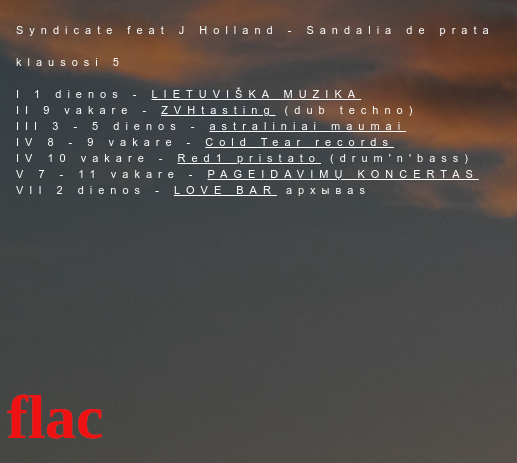 Syndicate feat J Holland - Sandalia de prata
klausosi 5
I 1 dienos - LIETUVIŠKA MUZIKA
II 9 vakare - ZVHtasting (dub techno)
III 3 - 5 dienos - astraliniai maumai
IV 8 - 9 vakare - Cold Tear records
IV 10 vakare - Red1 pristato (drum'n'bass)
V 7 - 11 vakare - PAGEIDAVIMŲ KONCERTAS
VII 2 dienos - LOVE BAR архывas
flac